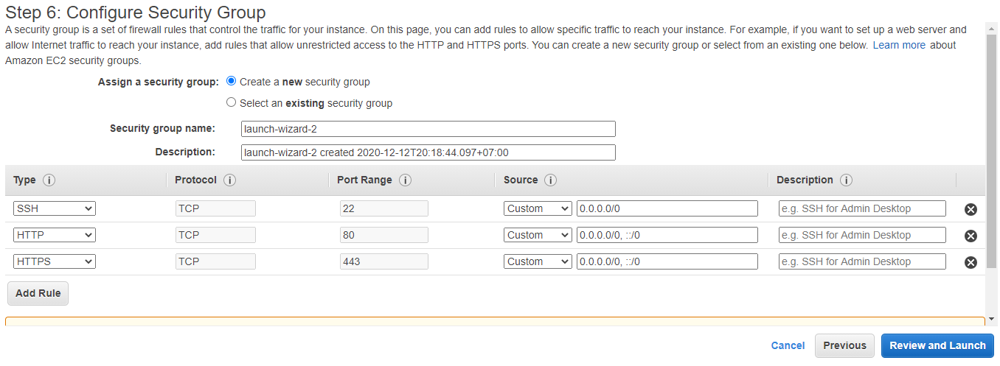 Step 6: Configure Security Group
A security group is a set of firewall rules that control the traffic for your instance. On this page, you can add rules to allow specific traffic to reach your instance. For example, if you want to set up a web server and
allow Internet traffic to reach your instance, add rules that allow unrestricted access to the HTTP and HTTPS ports. You can create a new security group or select from an existing one below. Learn more about
Amazon EC2 security groups.
Assign a security group: Create a new security group
Select an existing security group
Security group name: launch-wizard-2
Description: launch-wizard-2 created 2020-12-12T20:18:44.097+07:00
Type i Protocol i Port Range i Source i Description i
SSH TCP 22 Custom 0.0.0.0/0 e.g. SSH for Admin Desktop
HTTP TCP 80 Custom 0.0.0.0/0, ::/0 e.g. SSH for Admin Desktop
HTTPS TCP 443 Custom 0.0.0.0/0, ::/0 e.g. SSH for Admin Desktop
Add Rule
Cancel Previous Review and Launch